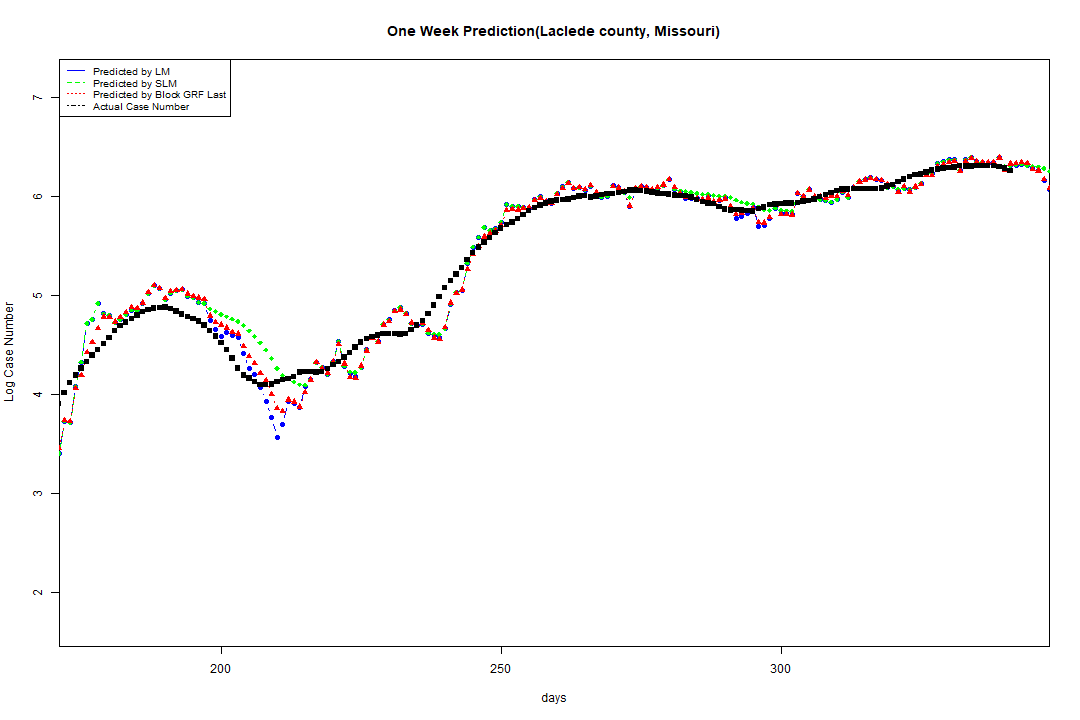 One Week Prediction(Laclede county, Missouri)
Predicted by LM
Predicted by SLM
Predicted by Block GRF Last
Actual Case Number
7
6
5
4
3
2
Log Case Number
200
250
300
days